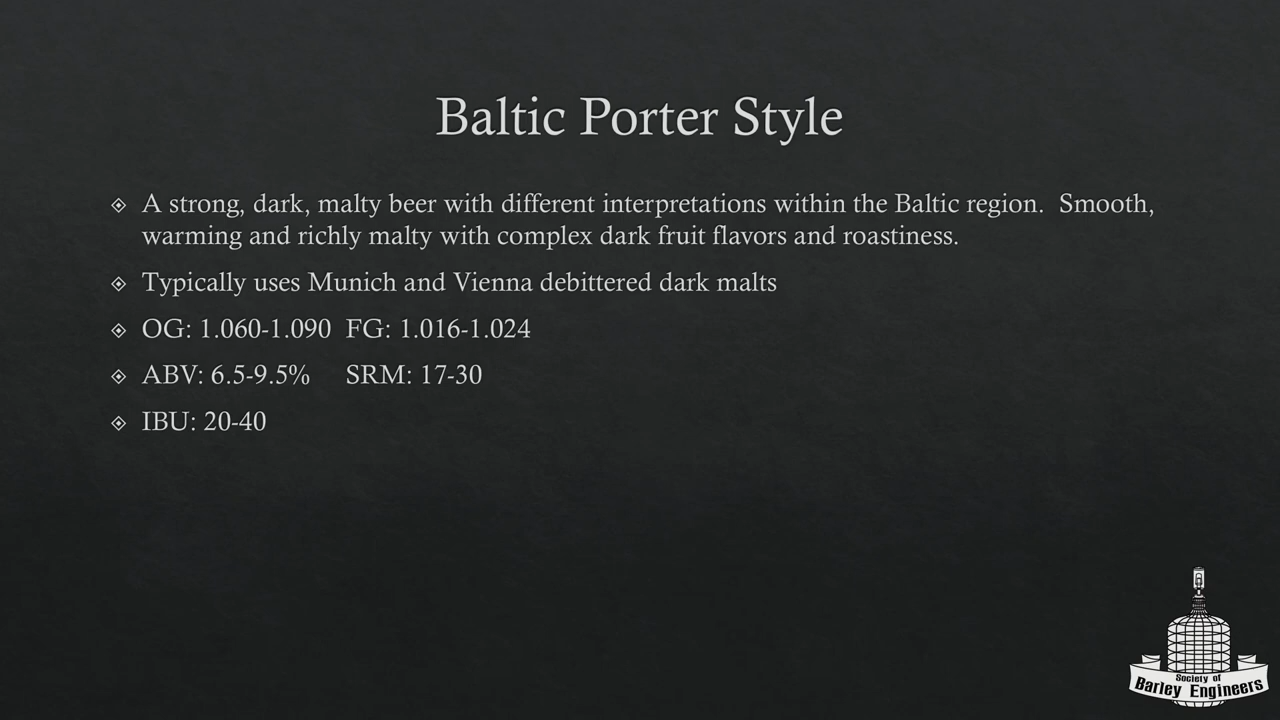 Baltic Porter Style
A strong, dark, malty beer with different interpretations within the Baltic region.  Smooth,
warming and richly malty with complex dark fruit flavors and roastiness.
Typically uses Munich and Vienna debittered dark malts
OG: 1.060-1.090  FG: 1.016-1.024
ABV: 6.5-9.5%  SRM: 17-30
IBU: 20-40
Society of
Barley Engineers